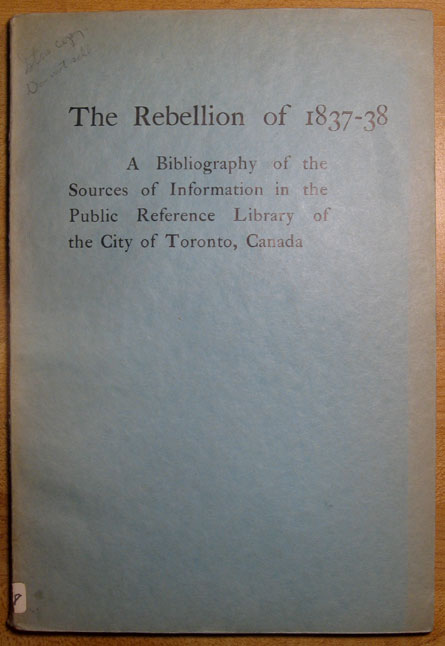 The Rebellion of 1837-38
A Bibliography of the
Sources of Information in the
Public Reference Library of
the City of Toronto, Canada